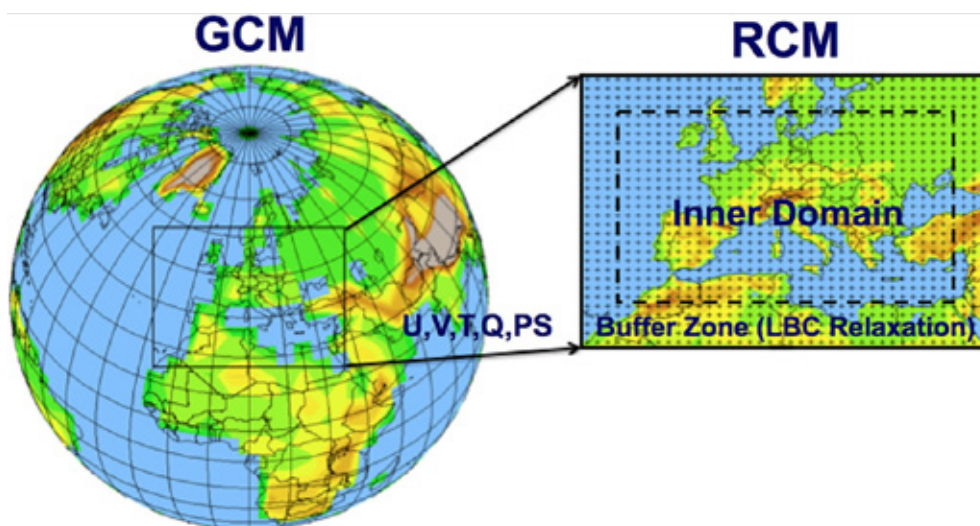 GCM
RCM
Inner Domain
U,V,T,Q,PS
Buffer Zone (LBC Relaxation)